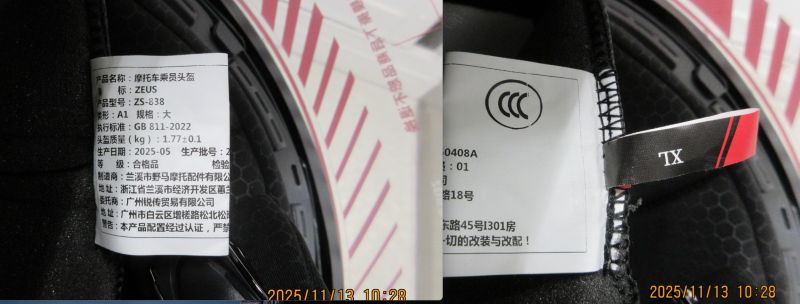 产品名称: 摩托车乘员头盔
标: ZEUS
产品型号: ZS-838
类形: A1 规格: 大
执行标准: GB 811-2022
头盔质量(kg): 1.77±0.1
生产日期: 2025-05 生产批号: 2
等 级: 合格品 检验
制造商: 兰溪市野马摩托配件有限公
地址: 浙江省兰溪市经济开发区
委托商: 广州锐传贸易有限公司
地址: 广州市白云区增槎路松北松
警告: 本产品配置经过认证,严
2025/11/13 10:28
CCC
0408A
: 01
司
路18号
东路45号I301房
一切的改装与改配!
XL
2025/11/13 10:28